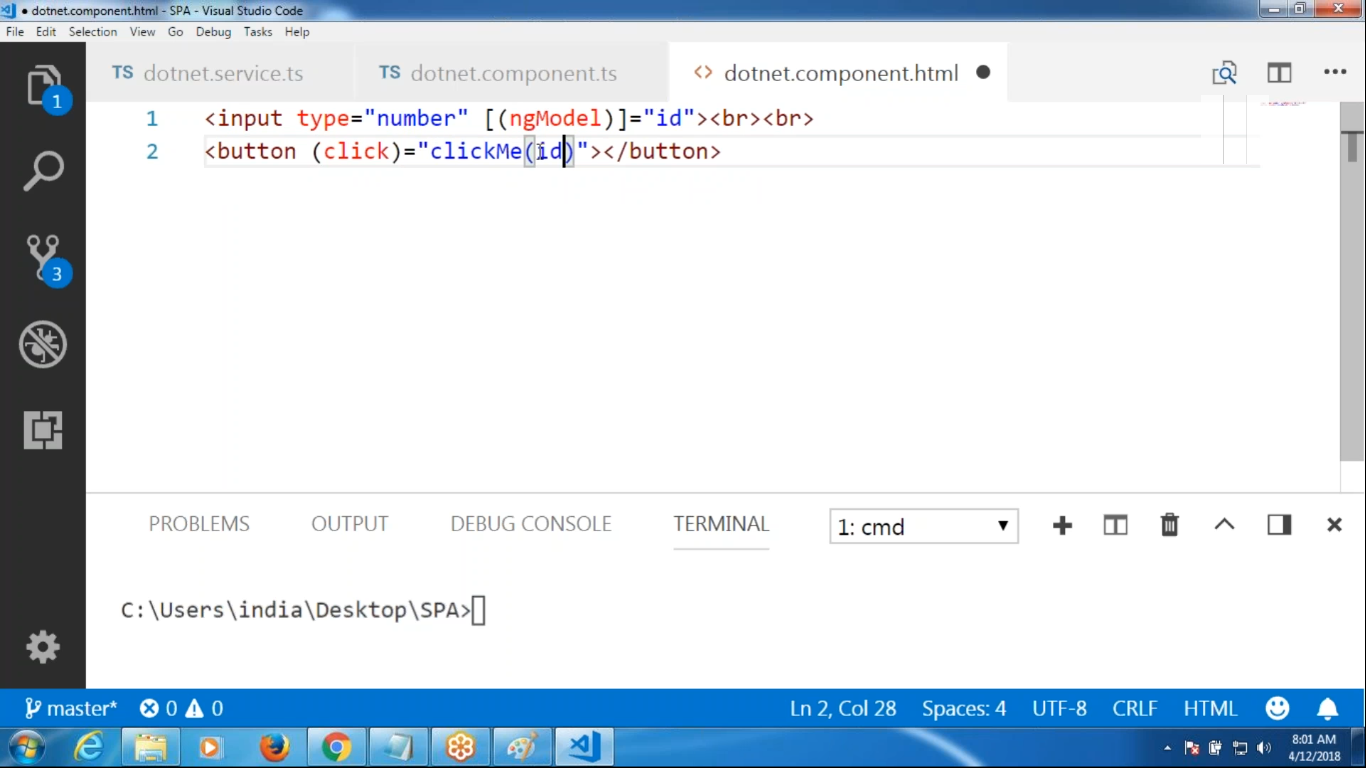 dotnet.component.html - SPA - Visual Studio Code
File Edit Selection View Go Debug Tasks Help
TS dotnet.service.ts TS dotnet.component.ts <> dotnet.component.html
1 <input type="number" [(ngModel)]="id"><br><br>
2 <button (click)="clickMe(id)"></button>
1
3
PROBLEMS OUTPUT DEBUG CONSOLE TERMINAL 1: cmd
C:\Users\india\Desktop\SPA>
master* 0 0 Ln 2, Col 28 Spaces: 4 UTF-8 CRLF HTML
8:01 AM
4/12/2018